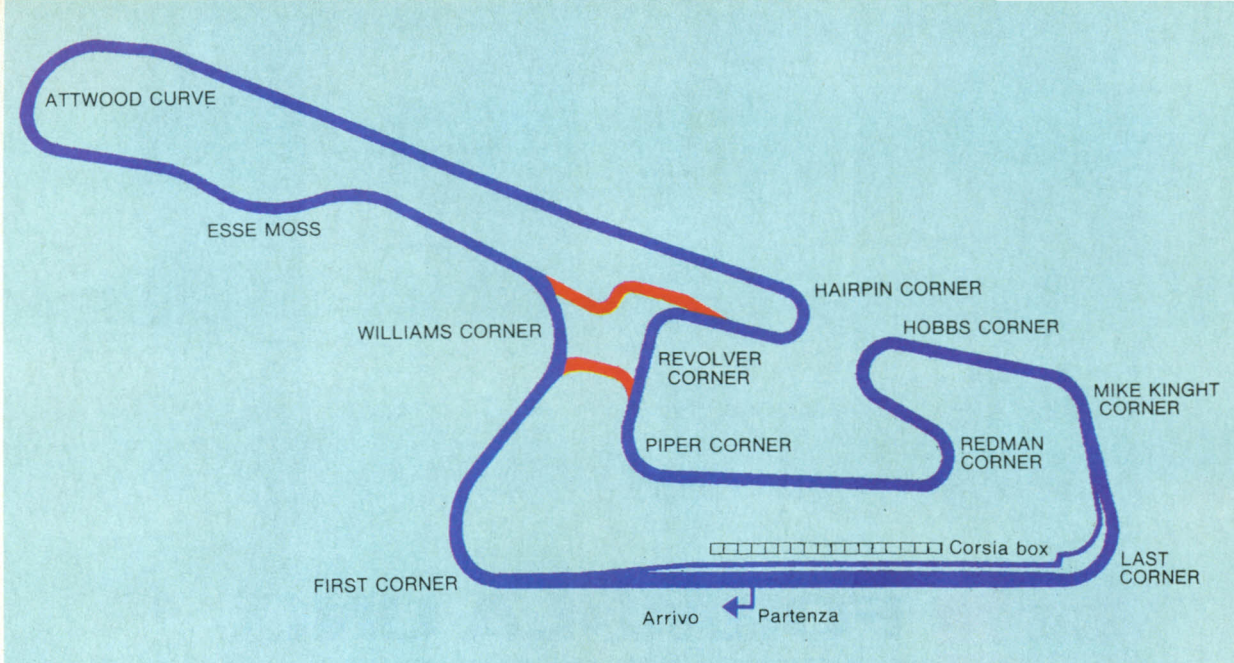 ATTWOOD CURVE
ESSE MOSS
HAIRPIN CORNER
HOBBS CORNER
WILLIAMS CORNER
REVOLVER
CORNER
MIKE KINGHT
CORNER
PIPER CORNER
REDMAN
CORNER
Corsia box
LAST
CORNER
FIRST CORNER
Arrivo
Partenza